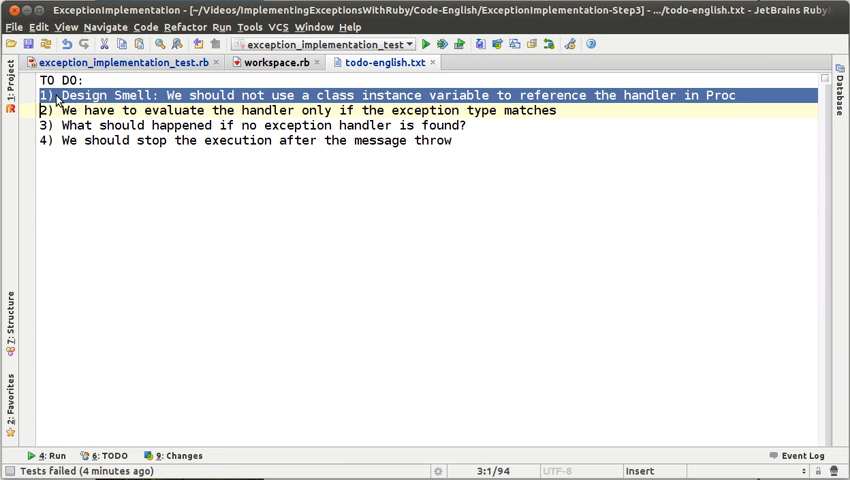 ExceptionImplementation - [~/Videos/ImplementingExceptionsWithRuby/Code-English/ExceptionImplementation-Step3] - .../todo-english.txt - JetBrains RubyM
File Edit View Navigate Code Refactor Run Tools VCS Window Help
exception_implementation_test
exception_implementation_test.rb workspace.rb todo-english.txt
1: Project
Database
TO DO:
1) Design Smell: We should not use a class instance variable to reference the handler in Proc
2) We have to evaluate the handler only if the exception type matches
3) What should happened if no exception handler is found?
4) We should stop the execution after the message throw
7: Structure
2: Favorites
4: Run 6: TODO 9: Changes Event Log
Tests failed (4 minutes ago) 3:1/94 UTF-8 Insert